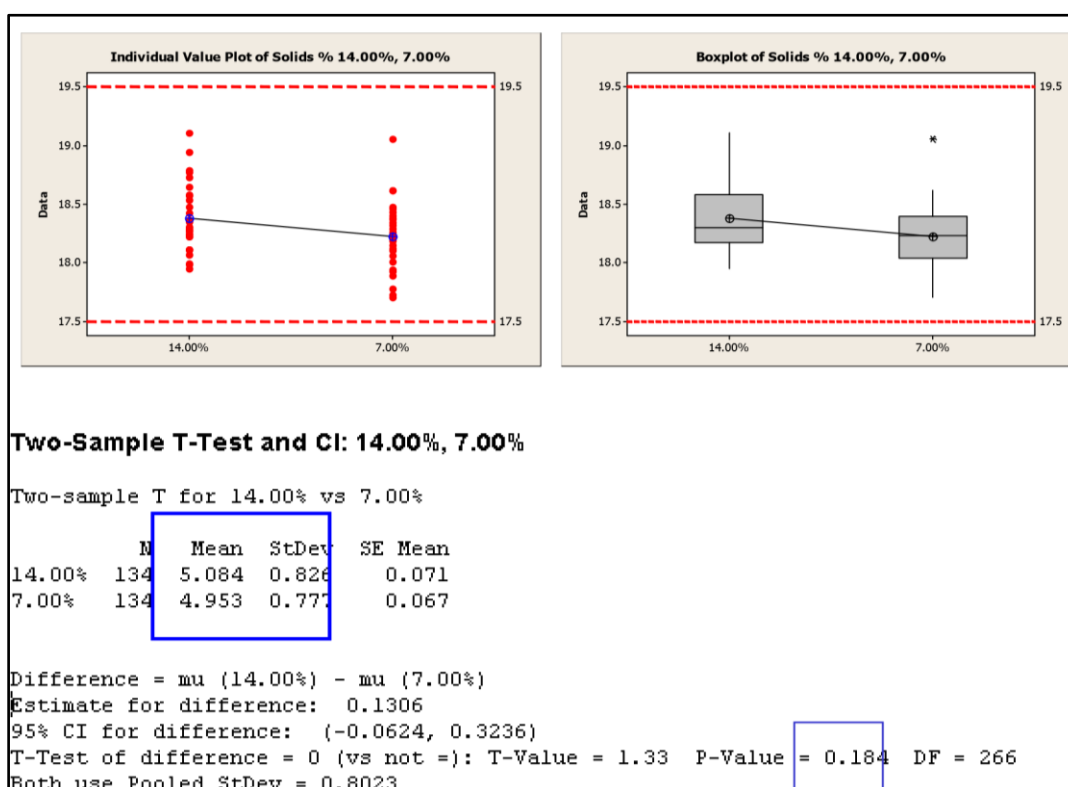 Individual Value Plot of Solids % 14.00%, 7.00%
19.5
19.5
19.0
18.5
18.0
17.5
17.5
Data
14.00%
7.00%
Boxplot of Solids % 14.00%, 7.00%
19.5
19.5
19.0
18.5
18.0
17.5
17.5
Data
14.00%
7.00%
Two-Sample T-Test and CI: 14.00%, 7.00%
Two-sample T for 14.00% vs 7.00%
N Mean StDev SE Mean
14.00% 134 5.084 0.826 0.071
7.00% 134 4.953 0.777 0.067
Difference = mu (14.00%) - mu (7.00%)
Estimate for difference: 0.1306
95% CI for difference: (-0.0624, 0.3236)
T-Test of difference = 0 (vs not =): T-Value = 1.33 P-Value = 0.184 DF = 266
Both use Pooled StDev = 0.8023